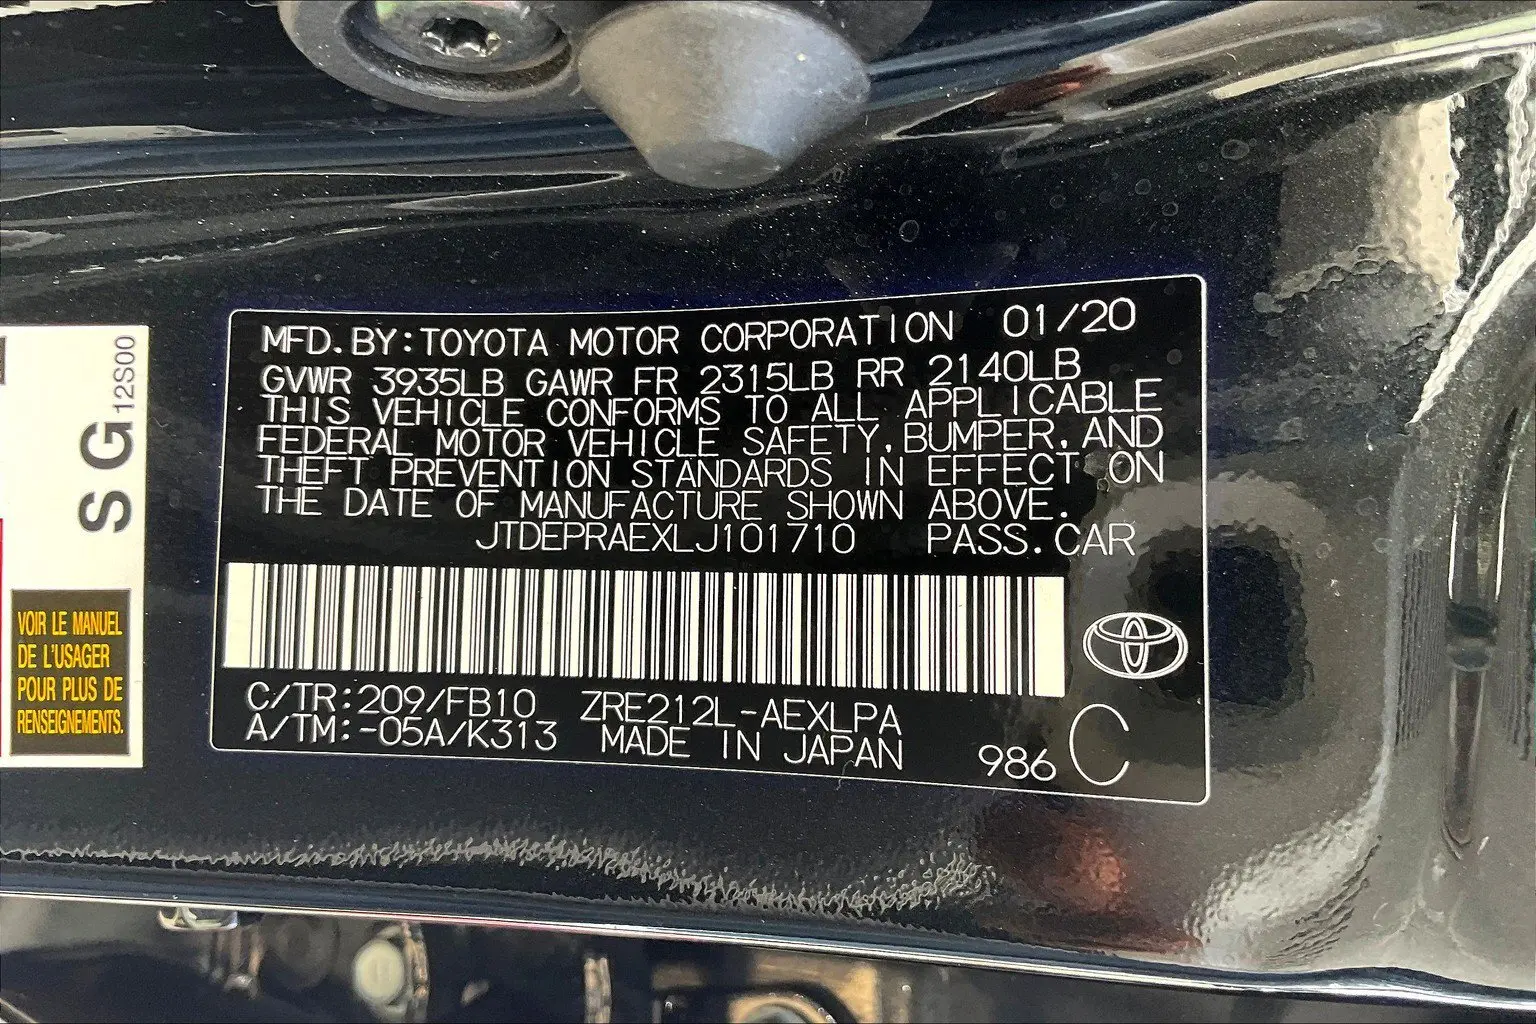 MFD. BY: TOYOTA MOTOR CORPORATION 01/20
GVWR 3935LB GAWR FR 2315LB RR 2140LB
THIS VEHICLE CONFORMS TO ALL APPLICABLE
FEDERAL MOTOR VEHICLE SAFETY, BUMPER, AND
THEFT PREVENTION STANDARDS IN EFFECT ON
THE DATE OF MANUFACTURE SHOWN ABOVE.
JTDEPRAEXLJ101710 PASS. CAR
C/TR: 209/FB10 ZRE212L-AEXLPA
A/TM: -05A/K313 MADE IN JAPAN
986 C
S G 12S00
VOIR LE MANUEL
DE L'USAGER
POUR PLUS DE
RENSEIGNEMENTS.